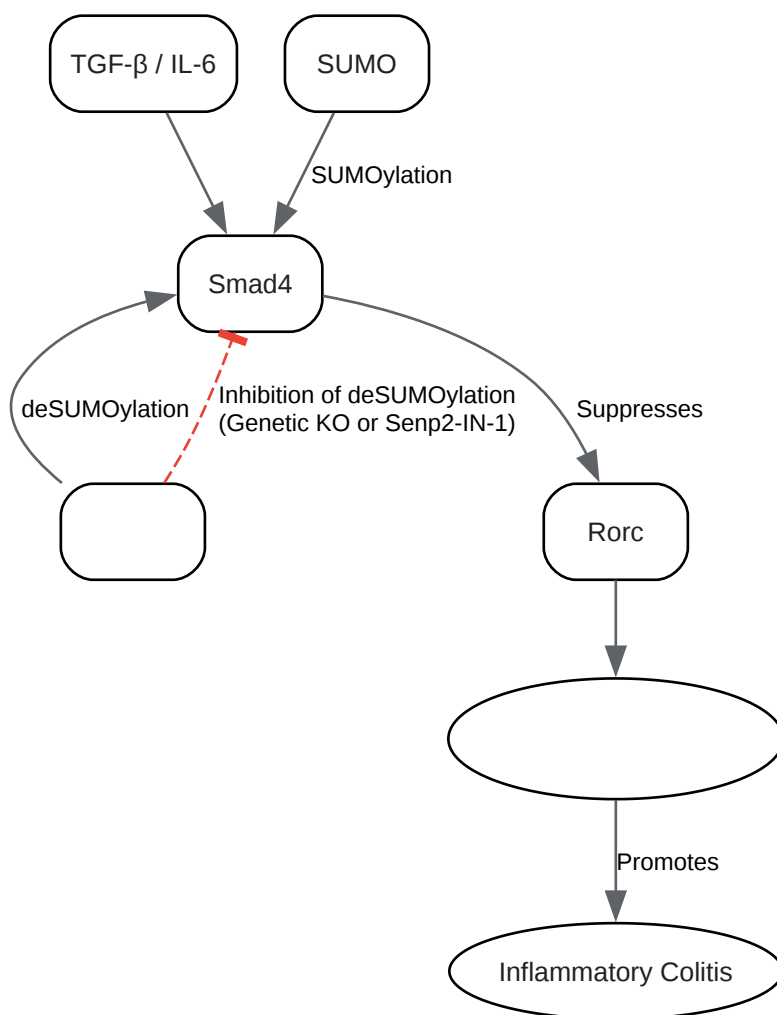 TGF-β / IL-6
SUMO
SUMOylation
Smad4
deSUMOylation
Inhibition of deSUMOylation
(Genetic KO or Senp2-IN-1)
Suppresses
Rorc
Promotes
Inflammatory Colitis